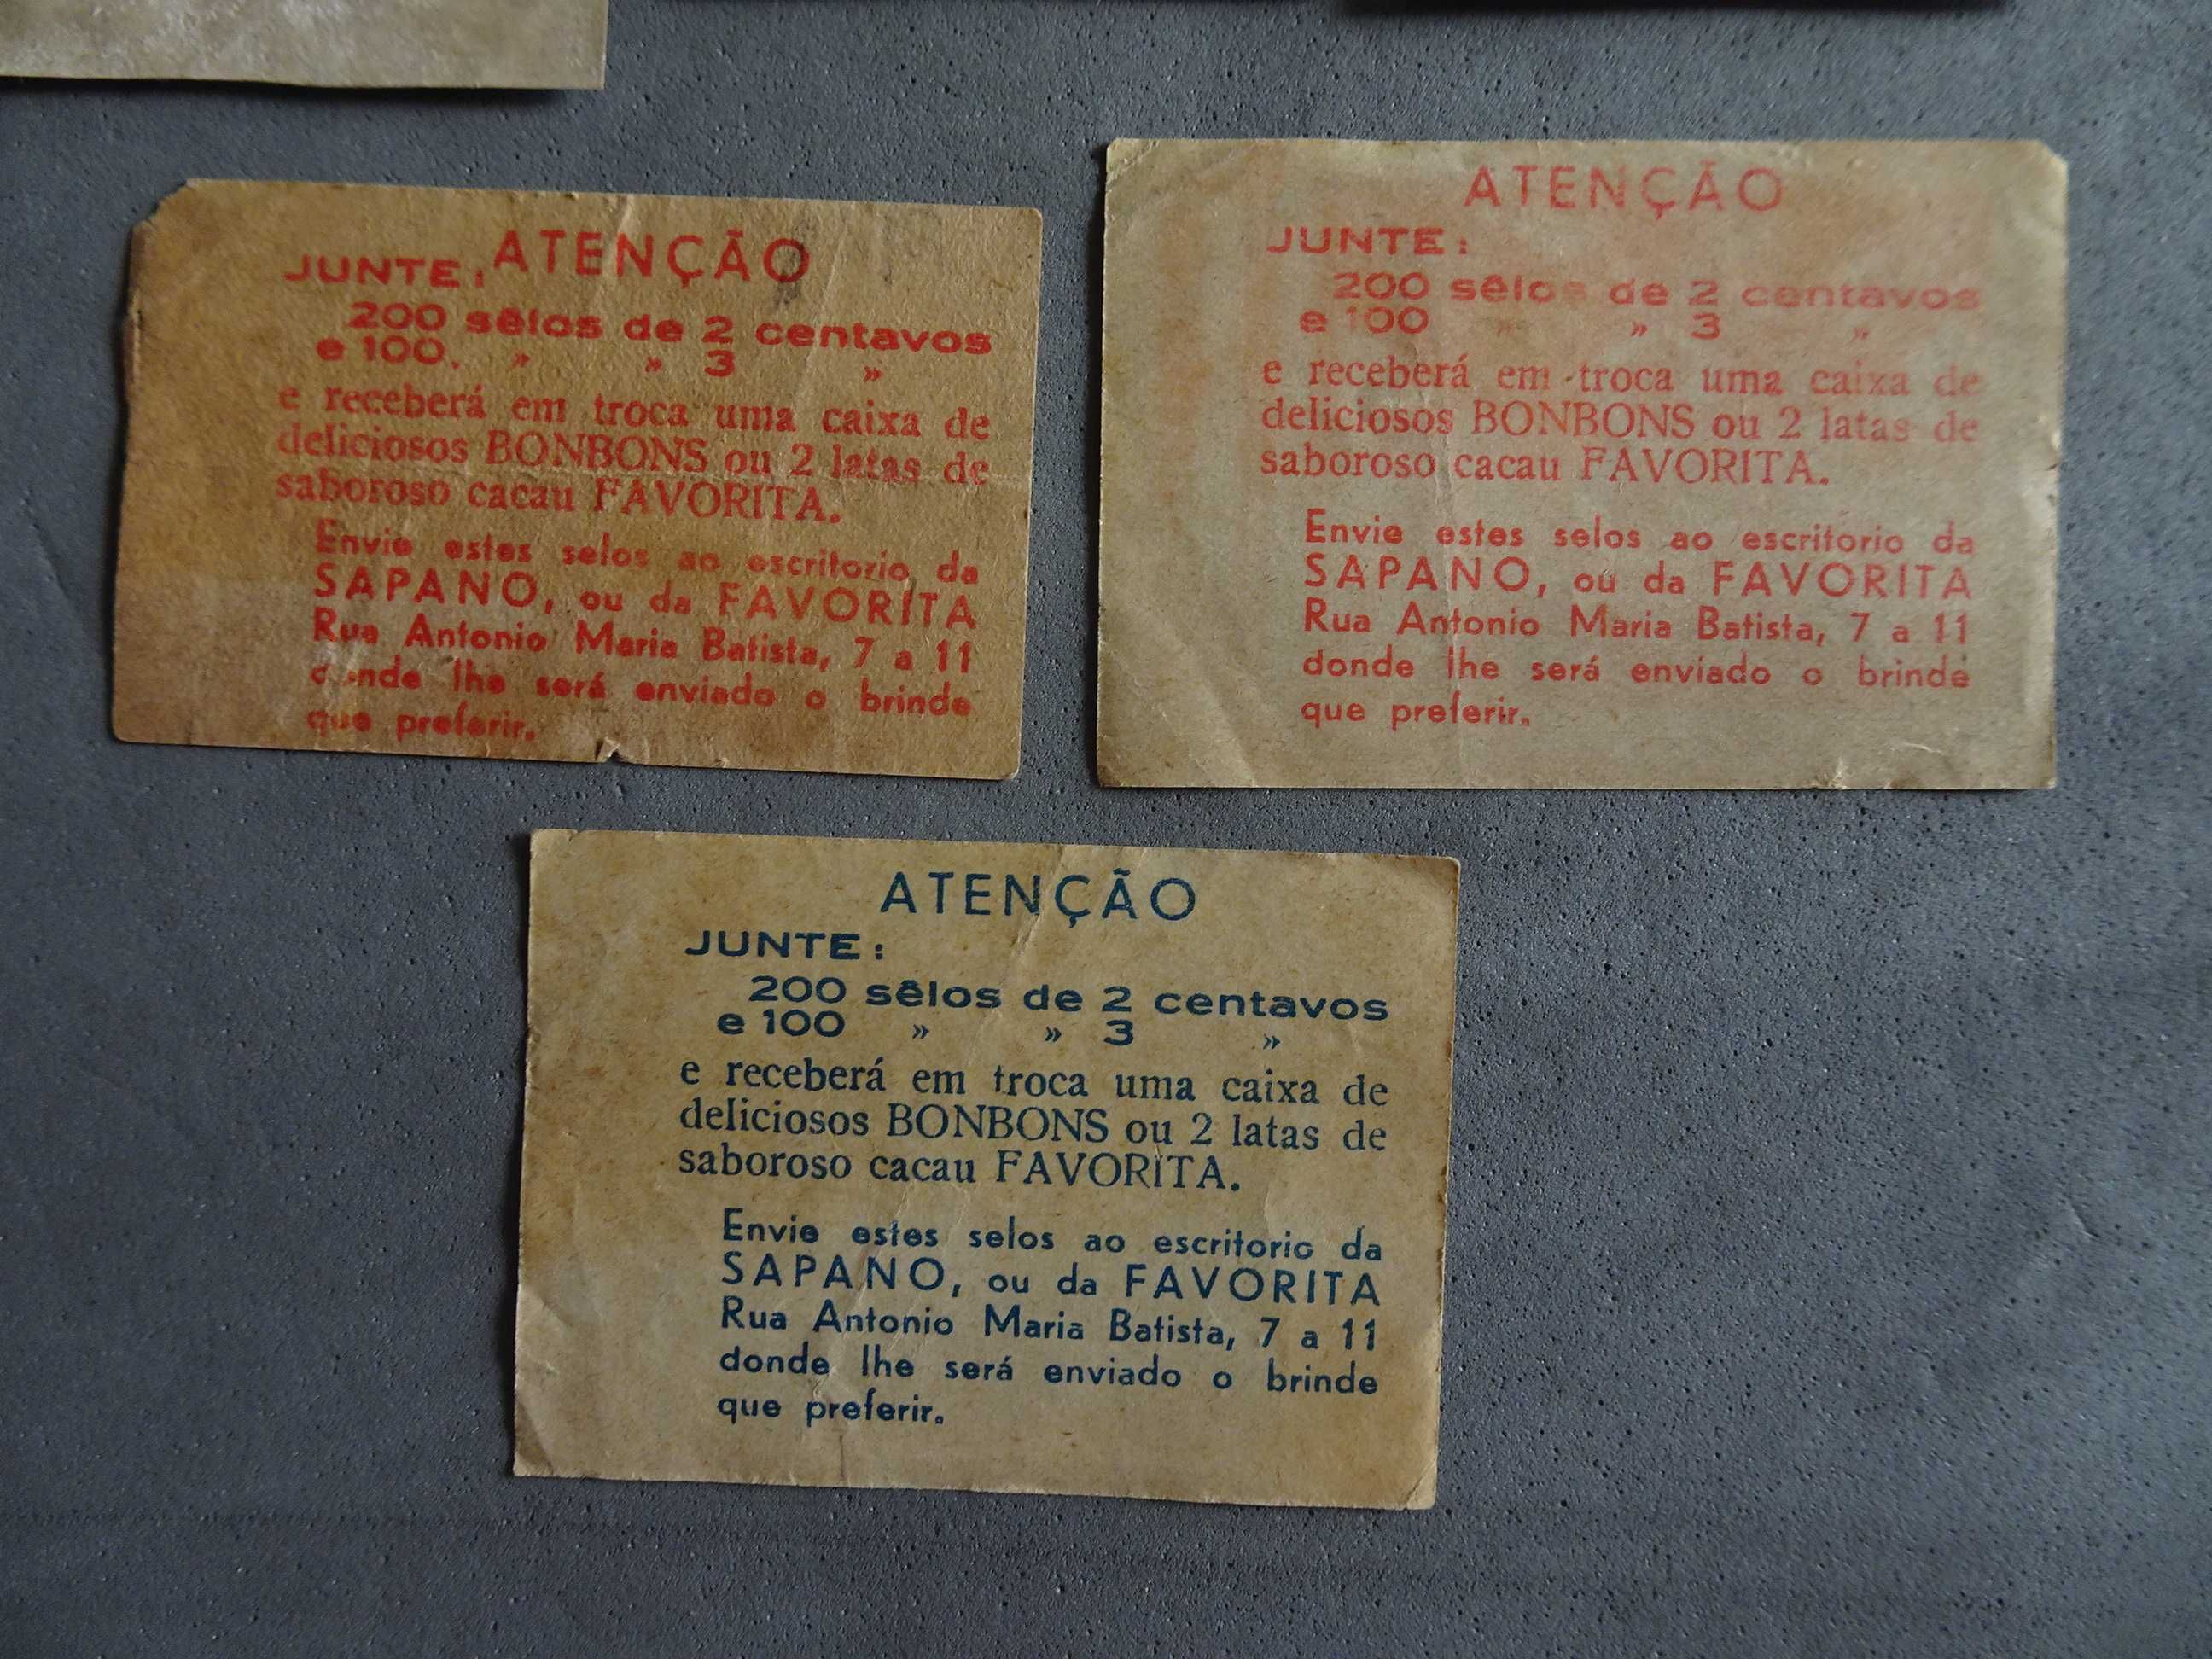 JUNTE: ATENÇÃO
200 sêlos de 2 centavos
e 100. » » 3 »
e receberá em troca uma caixa de
deliciosos BONBONS ou 2 latas de
saboroso cacau FAVORITA.
Envie estes selos ao escritorio da
SAPANO, ou da FAVORITA
Rua Antonio Maria Batista, 7 a 11
donde lhe será enviado o brinde
que preferir.
ATENÇÃO
JUNTE:
200 sêlos de 2 centavos
e 100 » » 3 »
e receberá em troca uma caixa de
deliciosos BONBONS ou 2 latas de
saboroso cacau FAVORITA.
Envie estes selos ao escritorio da
SAPANO, ou da FAVORITA
Rua Antonio Maria Batista, 7 a 11
donde lhe será enviado o brinde
que preferir.
ATENÇÃO
JUNTE:
200 sêlos de 2 centavos
e 100 » » 3 »
e receberá em troca uma caixa de
deliciosos BONBONS ou 2 latas de
saboroso cacau FAVORITA.
Envie estes selos ao escritorio da
SAPANO, ou da FAVORITA
Rua Antonio Maria Batista, 7 a 11
donde lhe será enviado o brinde
que preferir.